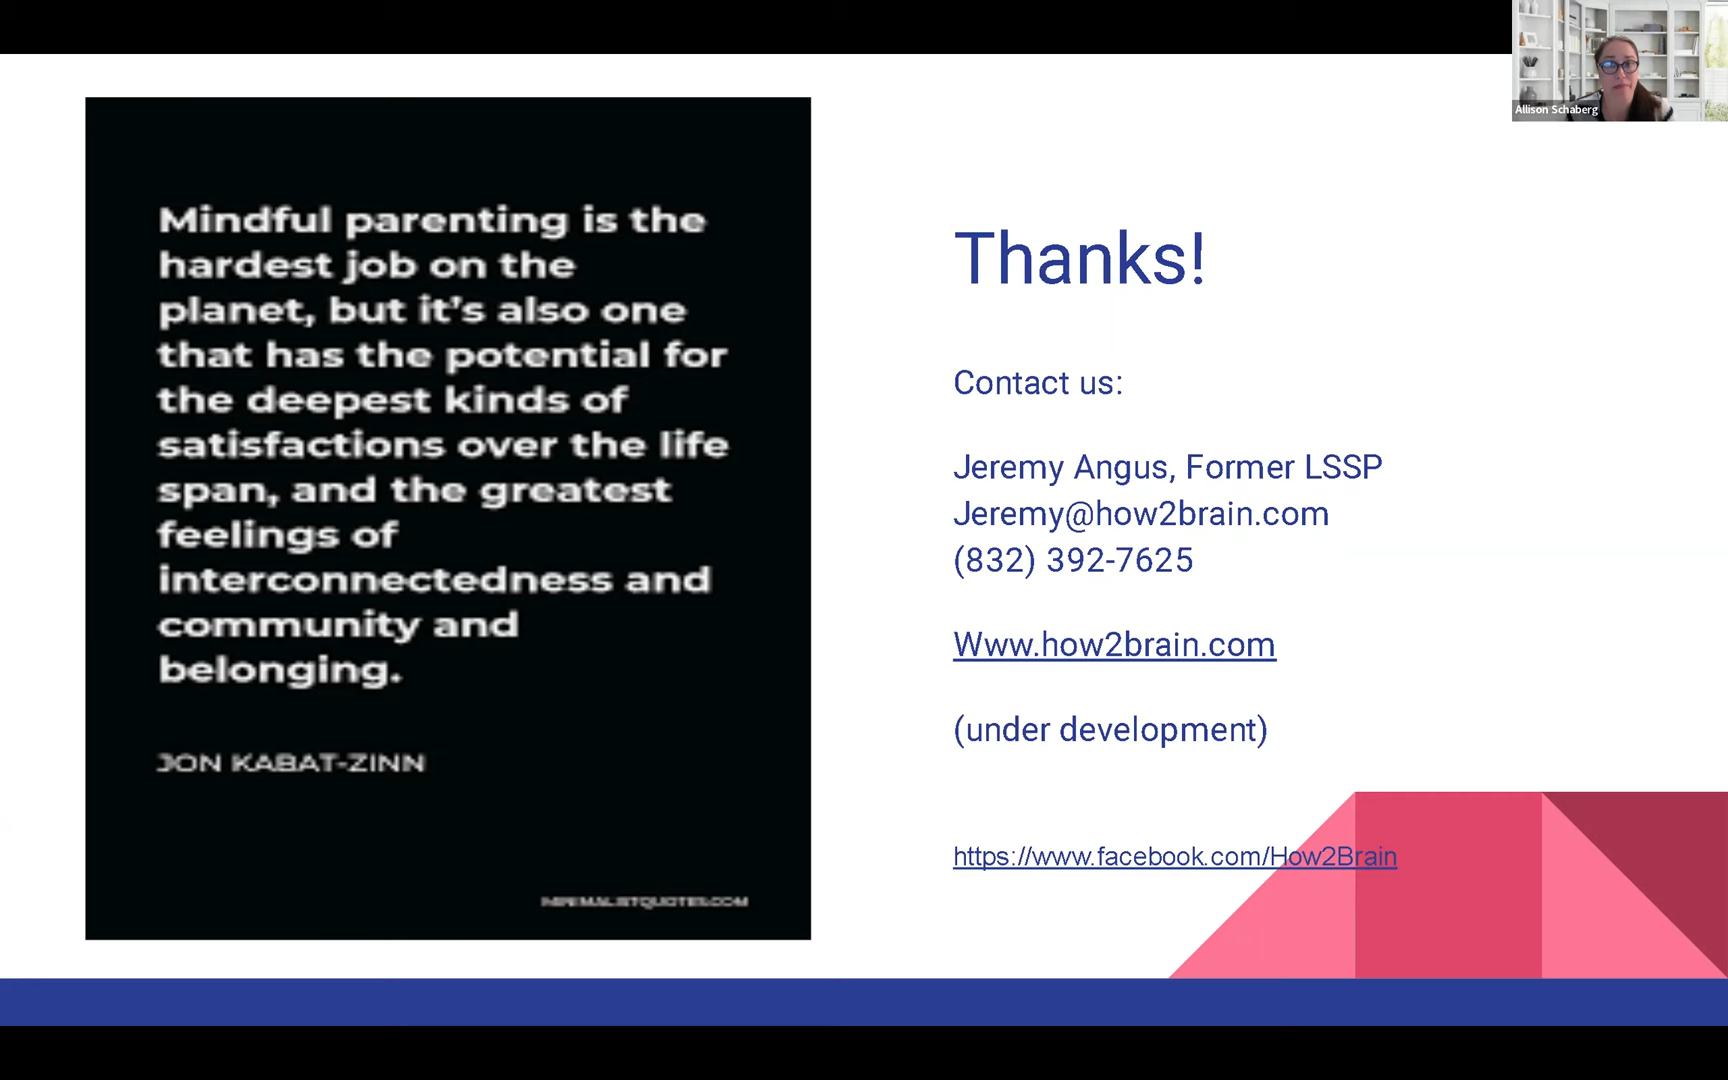 Allison Schaberg
Mindful parenting is the
hardest job on the
planet, but it's also one
that has the potential for
the deepest kinds of
satisfactions over the life
span, and the greatest
feelings of
interconnectedness and
community and
belonging.
JON KABAT-ZINN
MINIMALISTQUOTES.COM
Thanks!
Contact us:
Jeremy Angus, Former LSSP
Jeremy@how2brain.com
(832) 392-7625
Www.how2brain.com
(under development)
https://www.facebook.com/How2Brain